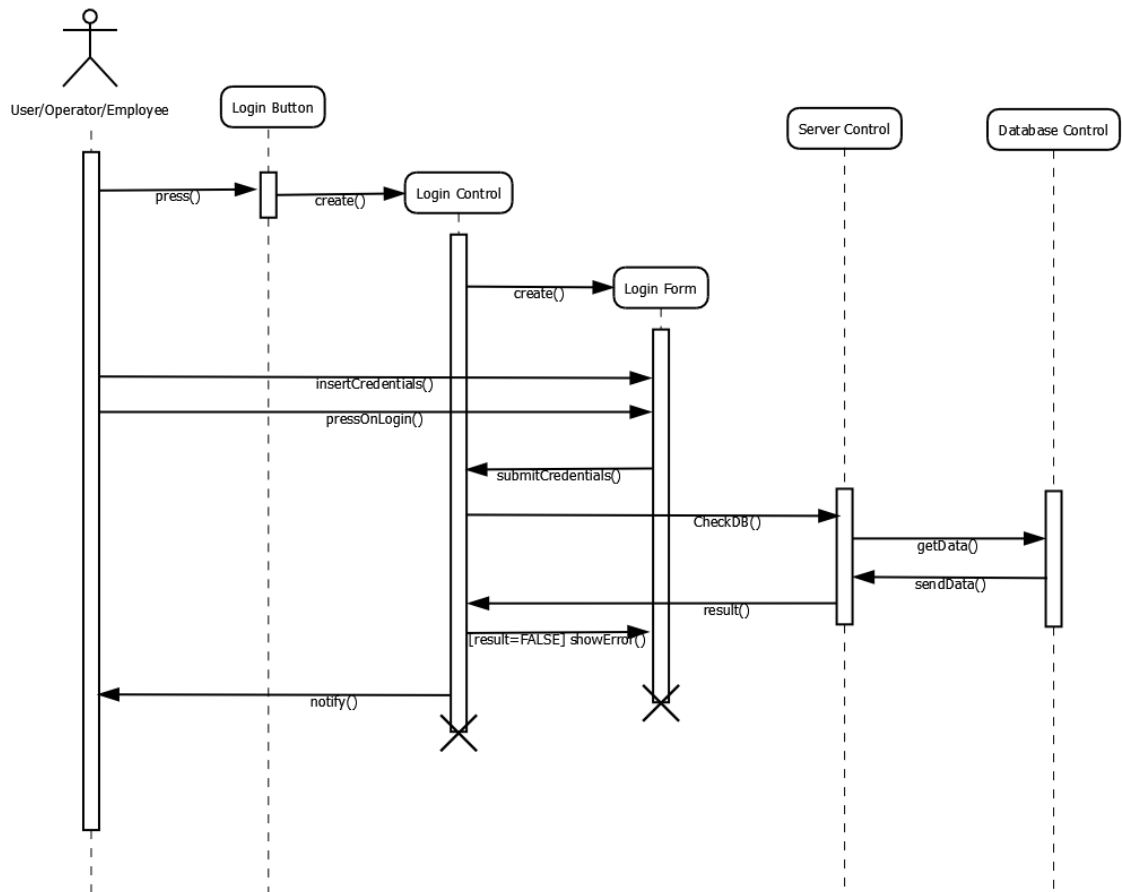 User/Operator/Employee
Login Button
Server Control
Database Control
press()
create()
Login Control
create()
Login Form
insertCredentials()
pressOnLogin()
submitCredentials()
CheckDB()
getData()
sendData()
result()
[result=FALSE] showError()
notify()